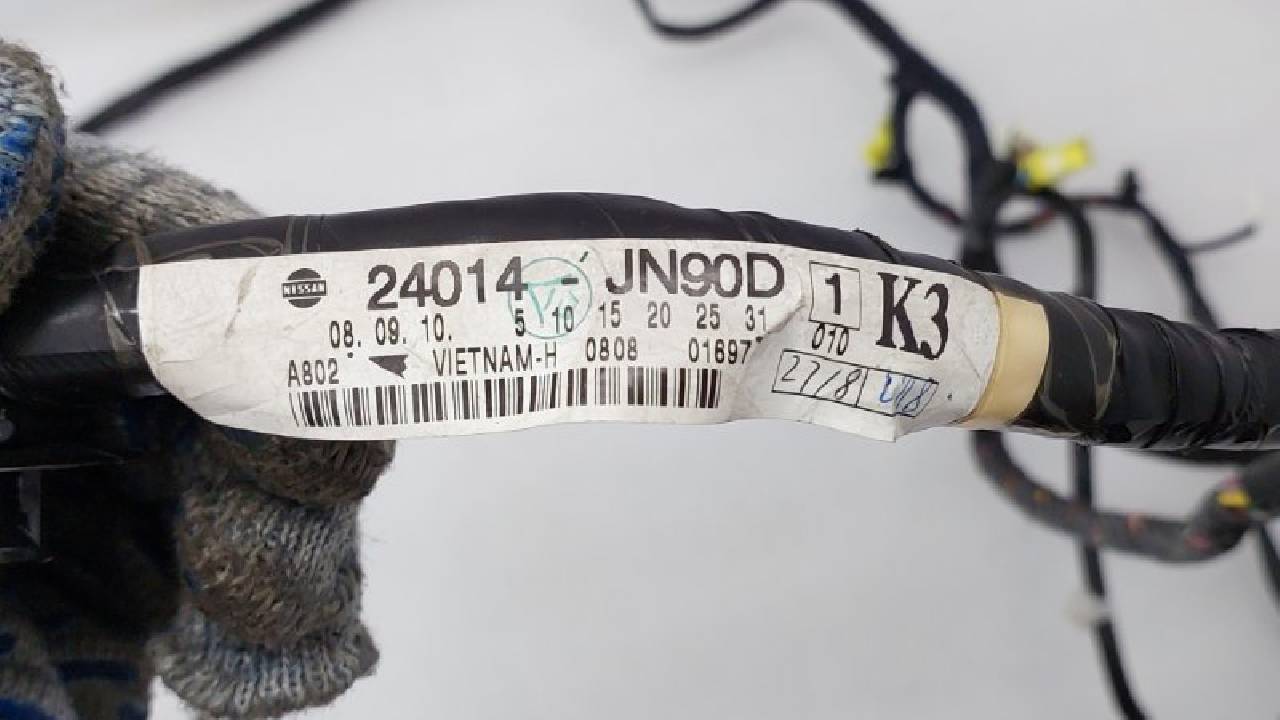 NISSAN 24014 - JN90D 1 K3
08. 09. 10. 5 10 15 20 25 31 010
A802 VIETNAM-H 0808 01697
27/8